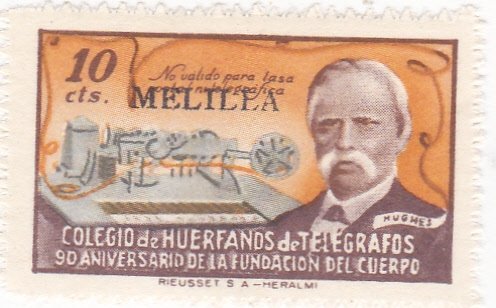 10
cts.
No valido para tasa
postal ni telegráfica
MELILLA
HUGHES
COLEGIO de HUERFANOS de TELEGRAFOS
90 ANIVERSARIO DE LA FUNDACION DEL CUERPO
RIEUSSET S A-HERALMI